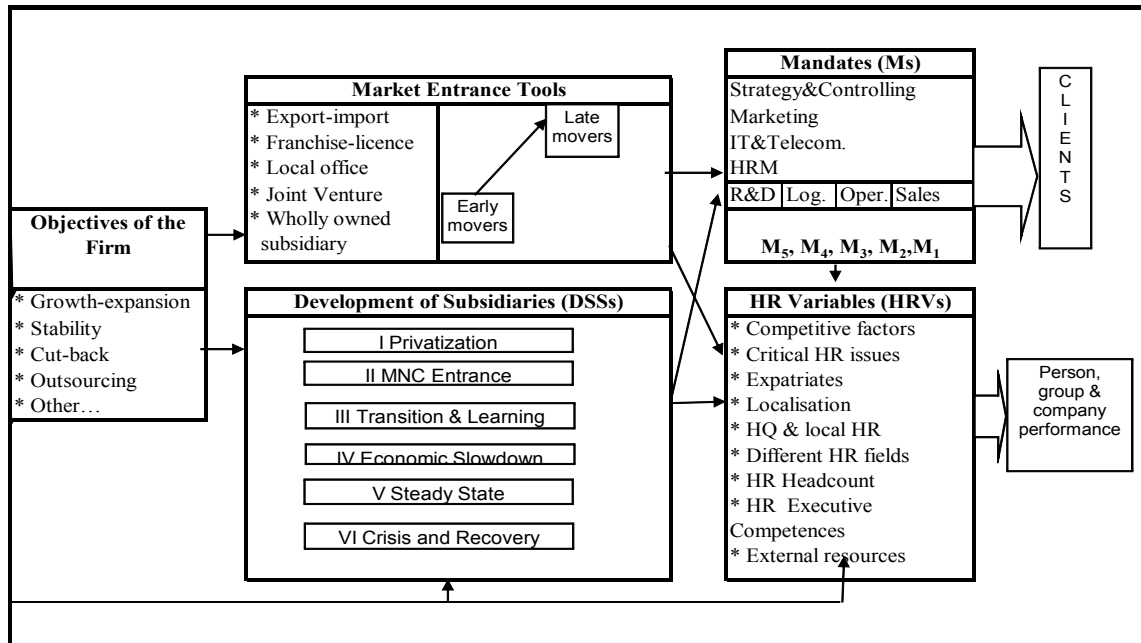 Objectives of the
Firm
* Growth-expansion
* Stability
* Cut-back
* Outsourcing
* Other…
Market Entrance Tools
* Export-import
* Franchise-licence
* Local office
* Joint Venture
* Wholly owned
subsidiary
Late
movers
Early
movers
Development of Subsidiaries (DSSs)
I Privatization
II MNC Entrance
III Transition & Learning
IV Economic Slowdown
V Steady State
VI Crisis and Recovery
Mandates (Ms)
Strategy&Controlling
Marketing
IT&Telecom.
HRM
R&D Log. Oper. Sales
M5, M4, M3, M2,M1
HR Variables (HRVs)
* Competitive factors
* Critical HR issues
* Expatriates
* Localisation
* HQ & local HR
* Different HR fields
* HR Headcount
* HR Executive
Competences
* External resources
C
L
I
E
N
T
S
Person,
group &
company
performance